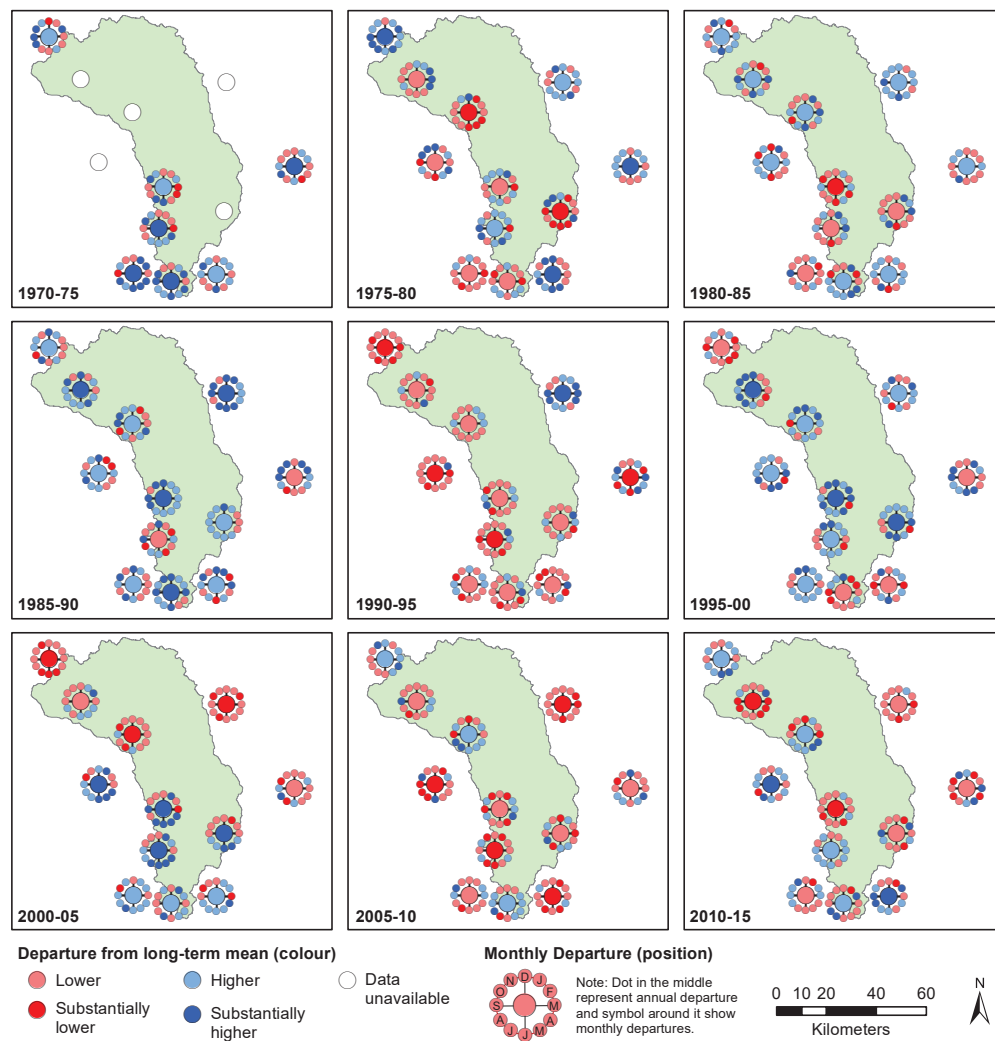 1970-75
1975-80
1980-85
1985-90
1990-95
1995-00
2000-05
2005-10
2010-15
Departure from long-term mean (colour)
Lower
Substantially
lower
Higher
Substantially
higher
Data
unavailable
Monthly Departure (position)
D J F M A M J J A S O N
Note: Dot in the middle
represent annual departure
and symbol around it show
monthly departures.
0 10 20 40 60
Kilometers
N